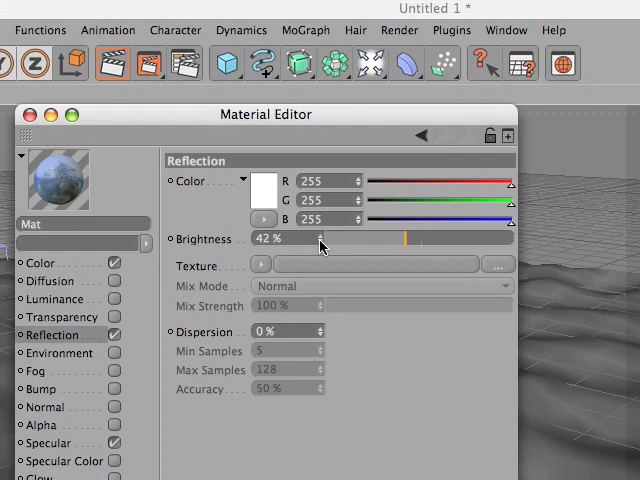 Untitled 1 *
Functions Animation Character Dynamics MoGraph Hair Render Plugins Window Help
Material Editor
Reflection
Color R 255
G 255
B 255
Mat
Brightness 42 %
Color
Texture ...
Diffusion
Mix Mode Normal
Luminance
Mix Strength 100 %
Transparency
Reflection
Dispersion 0 %
Environment
Min Samples 5
Fog
Max Samples 128
Bump
Accuracy 50 %
Normal
Alpha
Specular
Specular Color
Glow